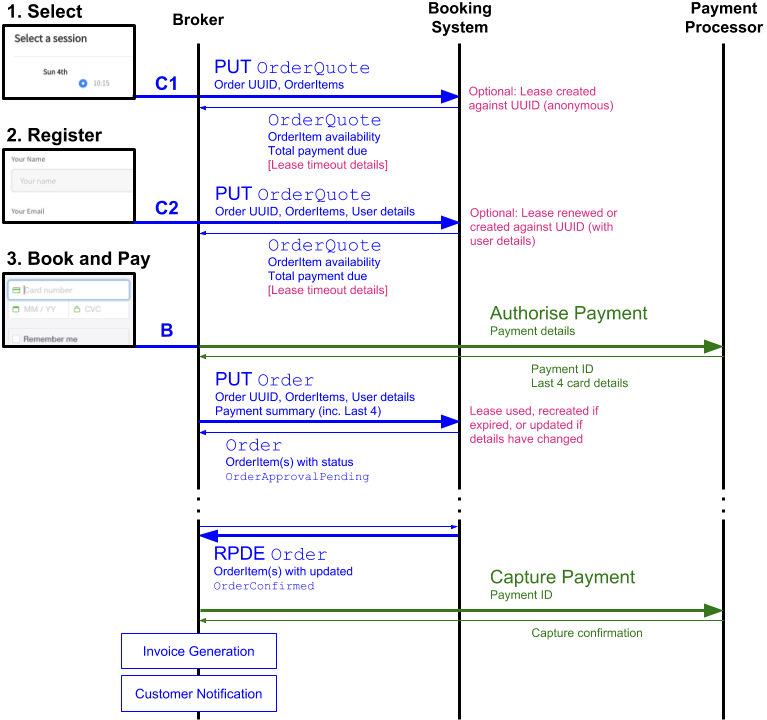 1. Select
Broker
Booking
System
Payment
Processor
Select a session
Sun 4th
10:15
C1
PUT OrderQuote
Order UUID, OrderItems
Optional: Lease created
against UUID (anonymous)
OrderQuote
OrderItem availability
Total payment due
[Lease timeout details]
2. Register
Your Name
Your name
Your Email
C2
PUT OrderQuote
Order UUID, OrderItems, User details
Optional: Lease renewed or
created against UUID (with
user details)
OrderQuote
OrderItem availability
Total payment due
[Lease timeout details]
3. Book and Pay
Card number
MM / YY
CVC
Remember me
B
Authorise Payment
Payment details
Payment ID
Last 4 card details
PUT Order
Order UUID, OrderItems, User details
Payment summary (inc. Last 4)
Lease used, recreated if
expired, or updated if
details have changed
Order
OrderItem(s) with status
OrderApprovalPending
RPDE Order
OrderItem(s) with updated
OrderConfirmed
Capture Payment
Payment ID
Capture confirmation
Invoice Generation
Customer Notification